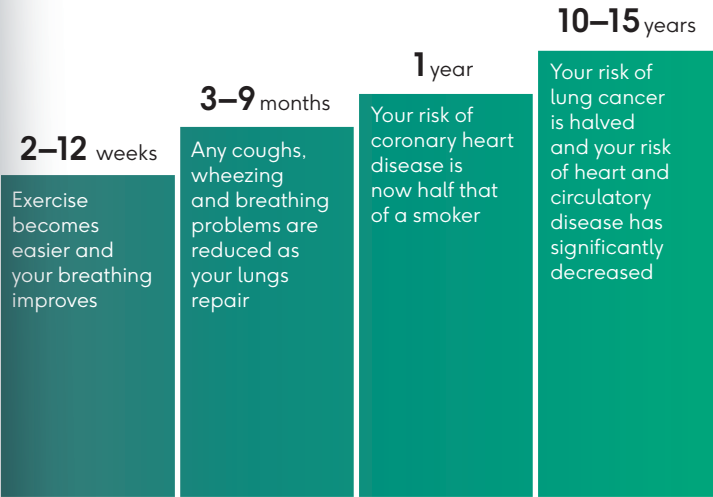 2–12 weeks
Exercise
becomes
easier and
your breathing
improves
3–9 months
Any coughs,
wheezing
and breathing
problems are
reduced as
your lungs
repair
1 year
Your risk of
coronary heart
disease is
now half that
of a smoker
10–15 years
Your risk of
lung cancer
is halved
and your risk
of heart and
circulatory
disease has
significantly
decreased